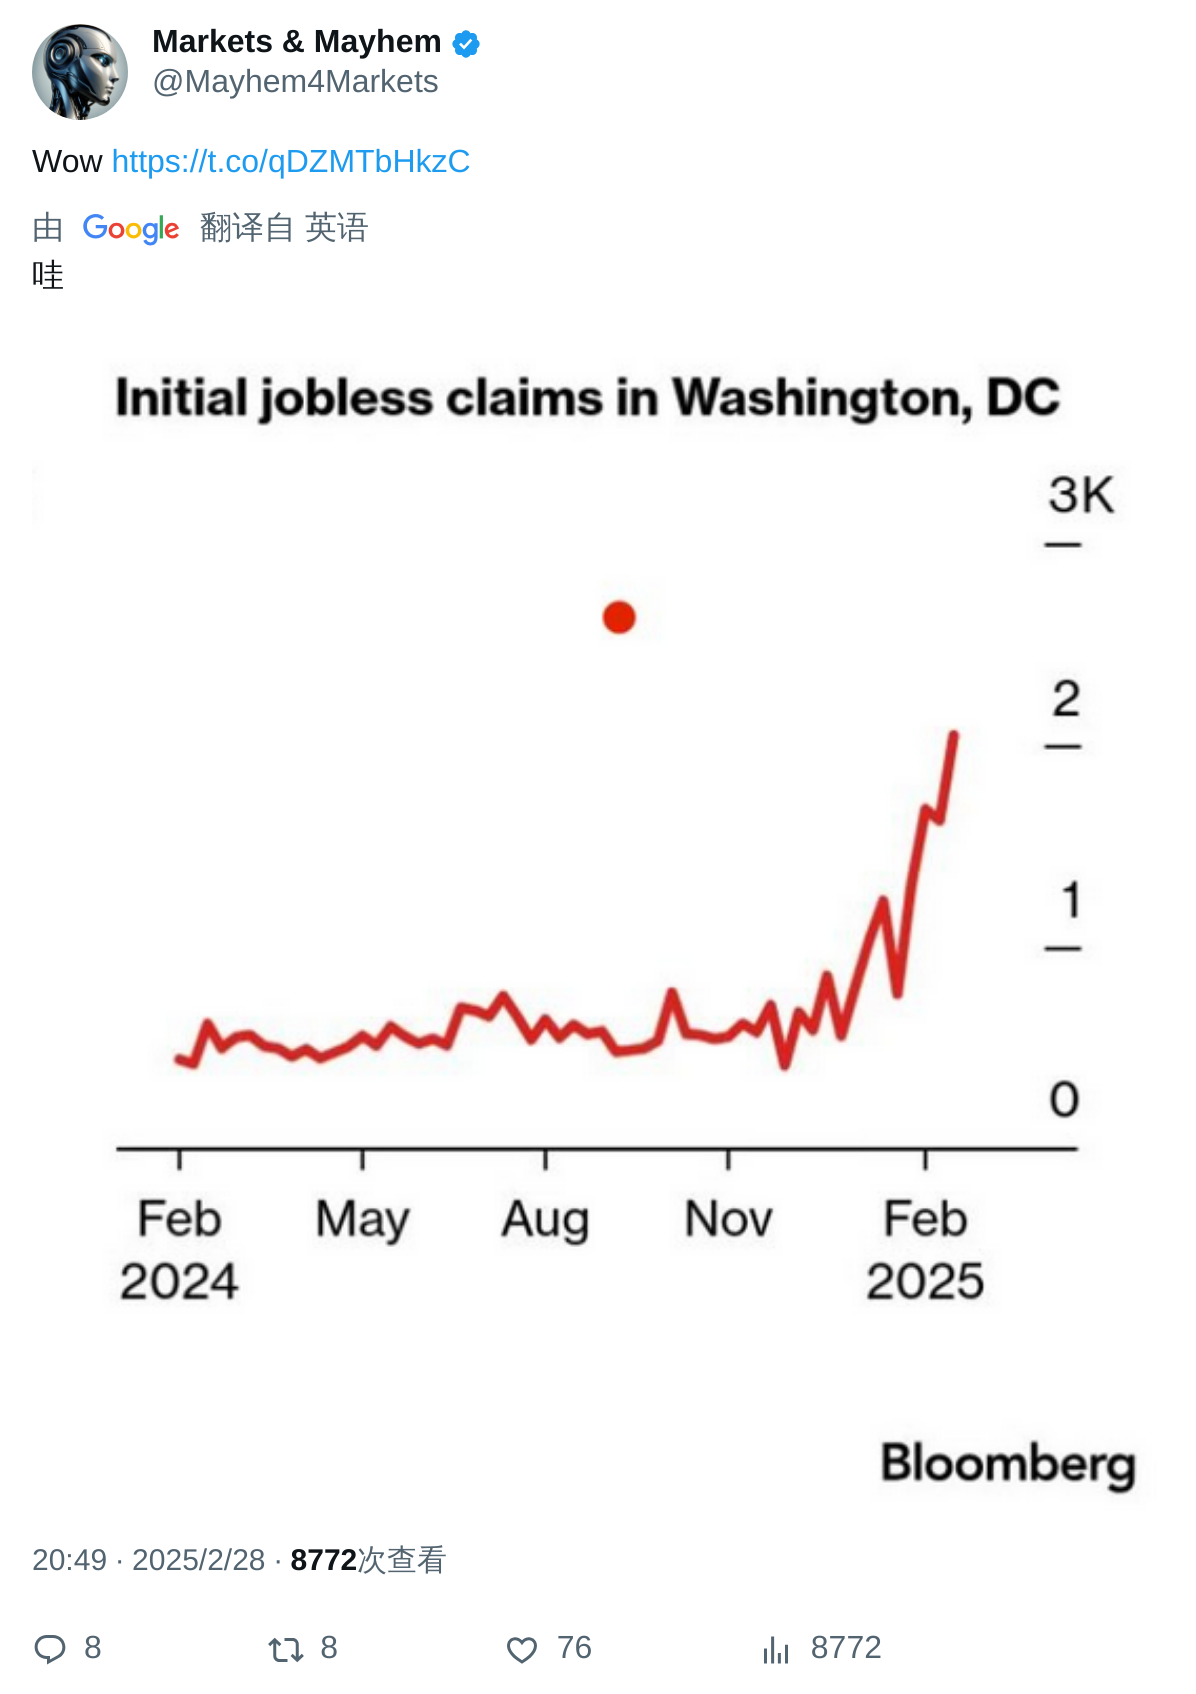 Markets & Mayhem
@Mayhem4Markets
Wow https://t.co/qDZMTbHkzC
由 Google 翻译自 英语
哇
Initial jobless claims in Washington, DC
3K
2
1
0
Feb May Aug Nov Feb
2024 2025
Bloomberg
20:49 · 2025/2/28 · 8772次查看
8 8 76 8772